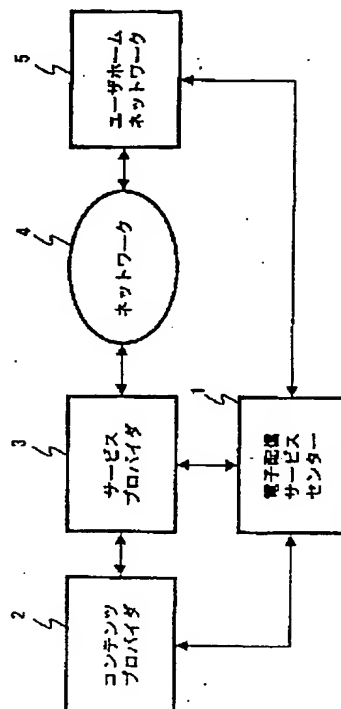 5
ユーザホーム
ネットワーク
4
ネットワーク
3
サービス
プロバイダ
1
電子配信
サービス
センター
2
コンテンツ
プロバイダ